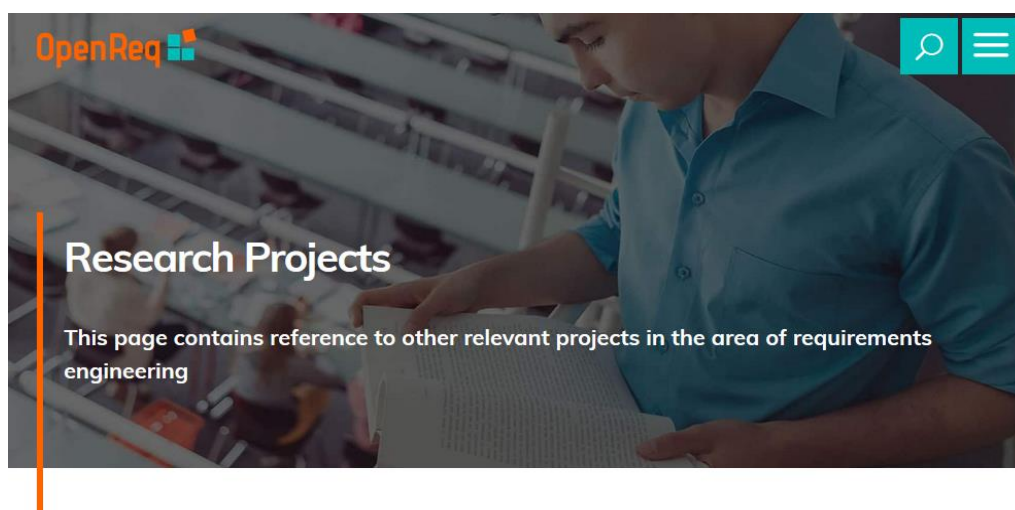 OpenReq
Research Projects
This page contains reference to other relevant projects in the area of requirements
engineering